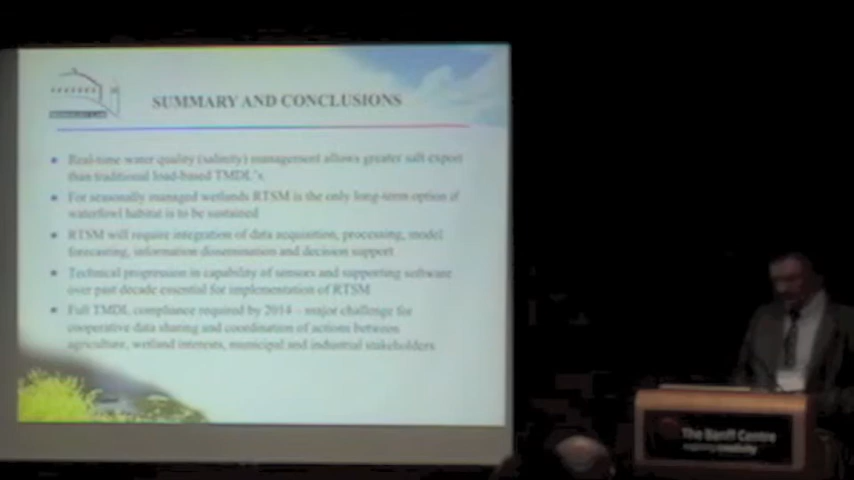 SUMMARY AND CONCLUSIONS
Real-time water quality (salinity) management allows greater salt export
than traditional load-based TMDL's.
For seasonally managed wetlands RTSM is the only long-term option if
waterfowl habitat is to be sustained
RTSM will require integration of data acquisition, processing, model
forecasting, information dissemination and decision support
Technical progression in capability of sensors and supporting software
over past decade essential for implementation of RTSM
Full TMDL compliance required by 2014 - major challenge for
cooperative data sharing and coordination of actions between
agriculture, wetland interests, municipal and industrial stakeholders
The Banff Centre
inspiring creativity